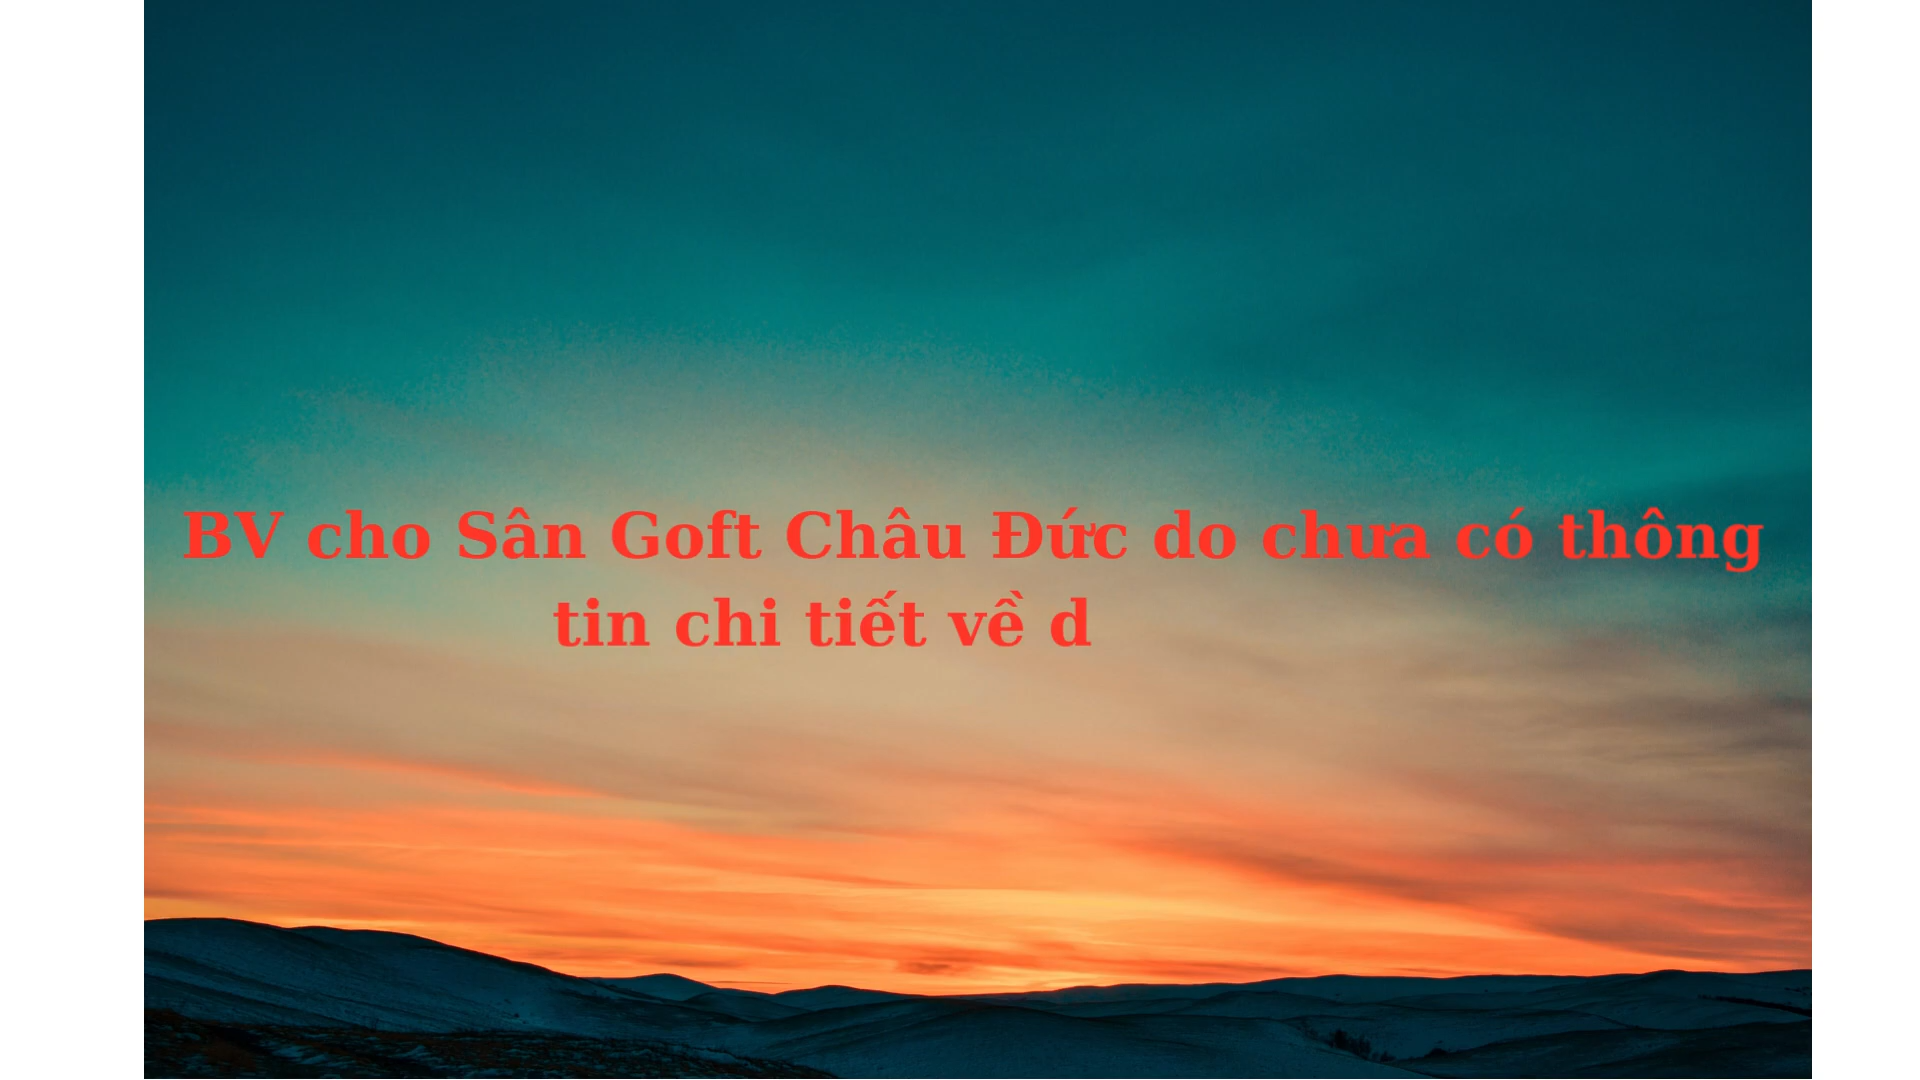 BV cho Sân Goft Châu Đức do chưa có thông
tin chi tiết về d